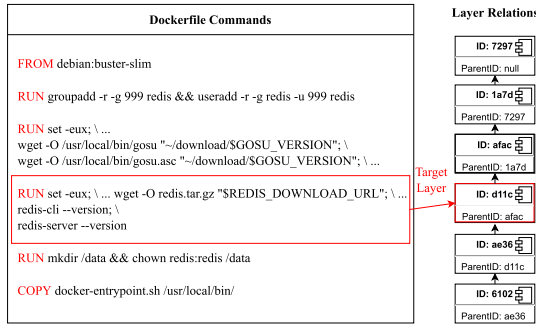 Dockerfile Commands
FROM debian:buster-slim
RUN groupadd -r -g 999 redis && useradd -r -g redis -u 999 redis
RUN set -eux; \ ...
wget -O /usr/local/bin/gosu "~/download/$GOSU_VERSION"; \
wget -O /usr/local/bin/gosu.asc "~/download/$GOSU_VERSION"; \ ...
RUN set -eux; \ ... wget -O redis.tar.gz "$REDIS_DOWNLOAD_URL"; \ ...
redis-cli --version; \
redis-server --version
RUN mkdir /data && chown redis:redis /data
COPY docker-entrypoint.sh /usr/local/bin/
Target
Layer
Layer Relations
ID: 7297
ParentID: null
ID: 1a7d
ParentID: 7297
ID: afac
ParentID: 1a7d
ID: d11c
ParentID: afac
ID: ae36
ParentID: d11c
ID: 6102
ParentID: ae36